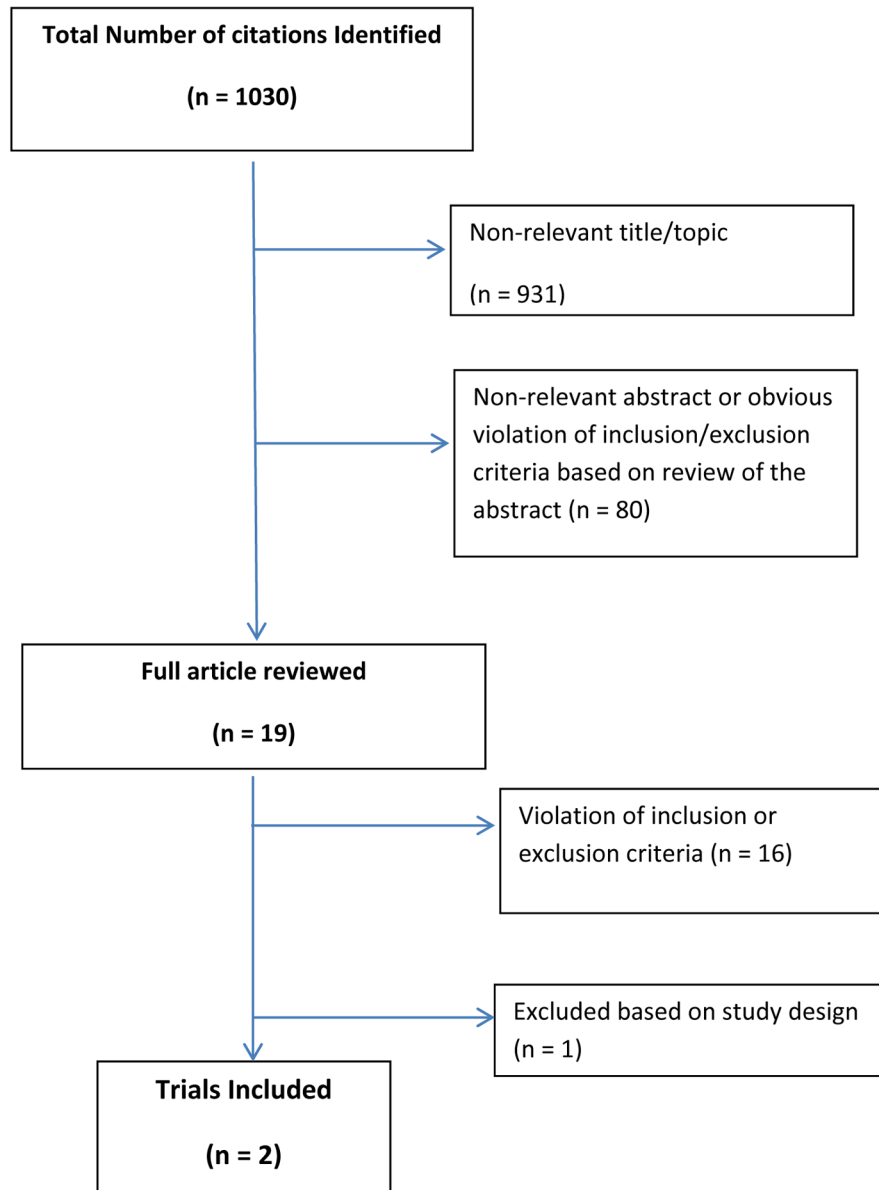 Total Number of citations Identified
(n = 1030)
Non-relevant title/topic
(n = 931)
Non-relevant abstract or obvious
violation of inclusion/exclusion
criteria based on review of the
abstract (n = 80)
Full article reviewed
(n = 19)
Violation of inclusion or
exclusion criteria (n = 16)
Excluded based on study design
(n = 1)
Trials Included
(n = 2)